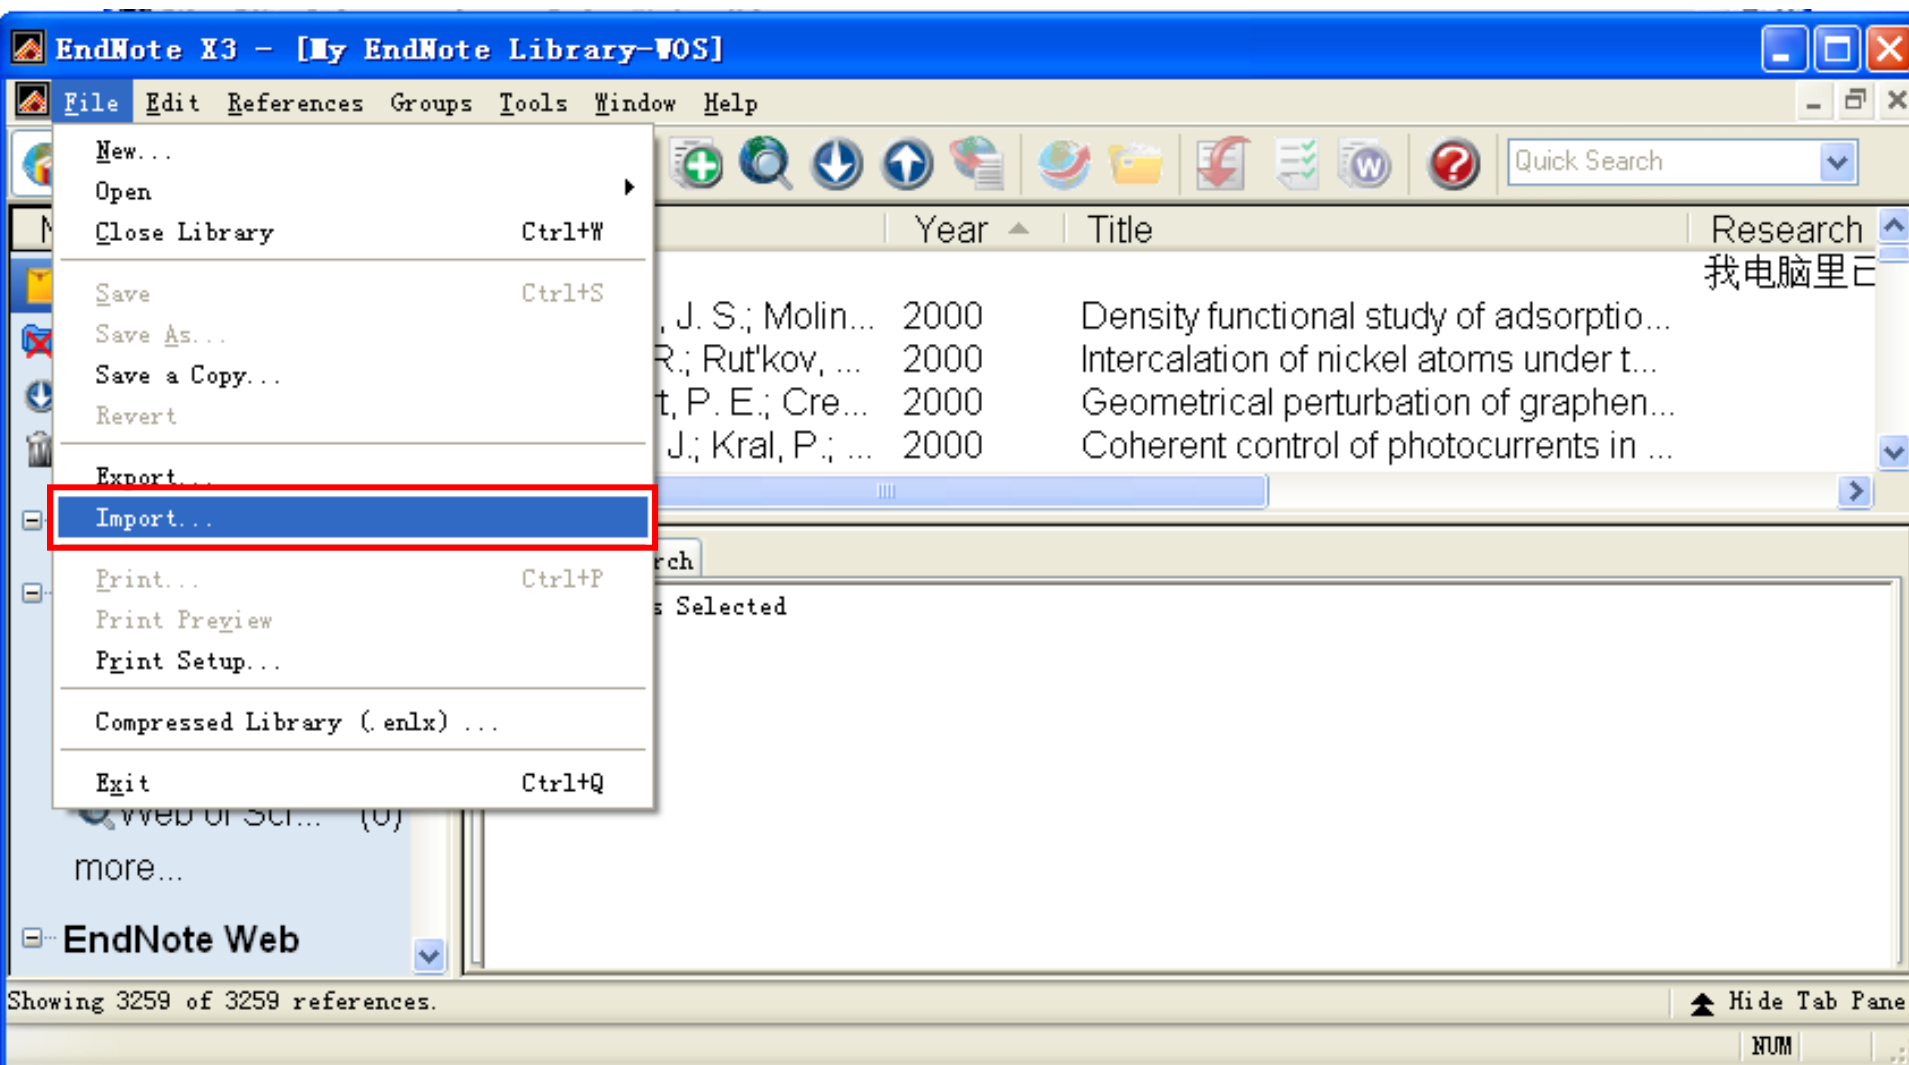 EndNote X3 - [My EndNote Library-WOS]
File Edit References Groups Tools Window Help
New...
Open
Close Library Ctrl+W
Save Ctrl+S
Save As...
Save a Copy...
Revert
Export...
Import...
Print... Ctrl+P
Print Preview
Print Setup...
Compressed Library (.enlx) ...
Exit Ctrl+Q
Quick Search
Year Title Research
我电脑里已
, J. S.; Molin... 2000 Density functional study of adsorptio...
R.; Rut'kov, ... 2000 Intercalation of nickel atoms under t...
t, P. E.; Cre... 2000 Geometrical perturbation of graphen...
J.; Kral, P.; ... 2000 Coherent control of photocurrents in ...
rch
s Selected
Web of Sci... (0)
more...
EndNote Web
Showing 3259 of 3259 references.
Hide Tab Pane
NUM